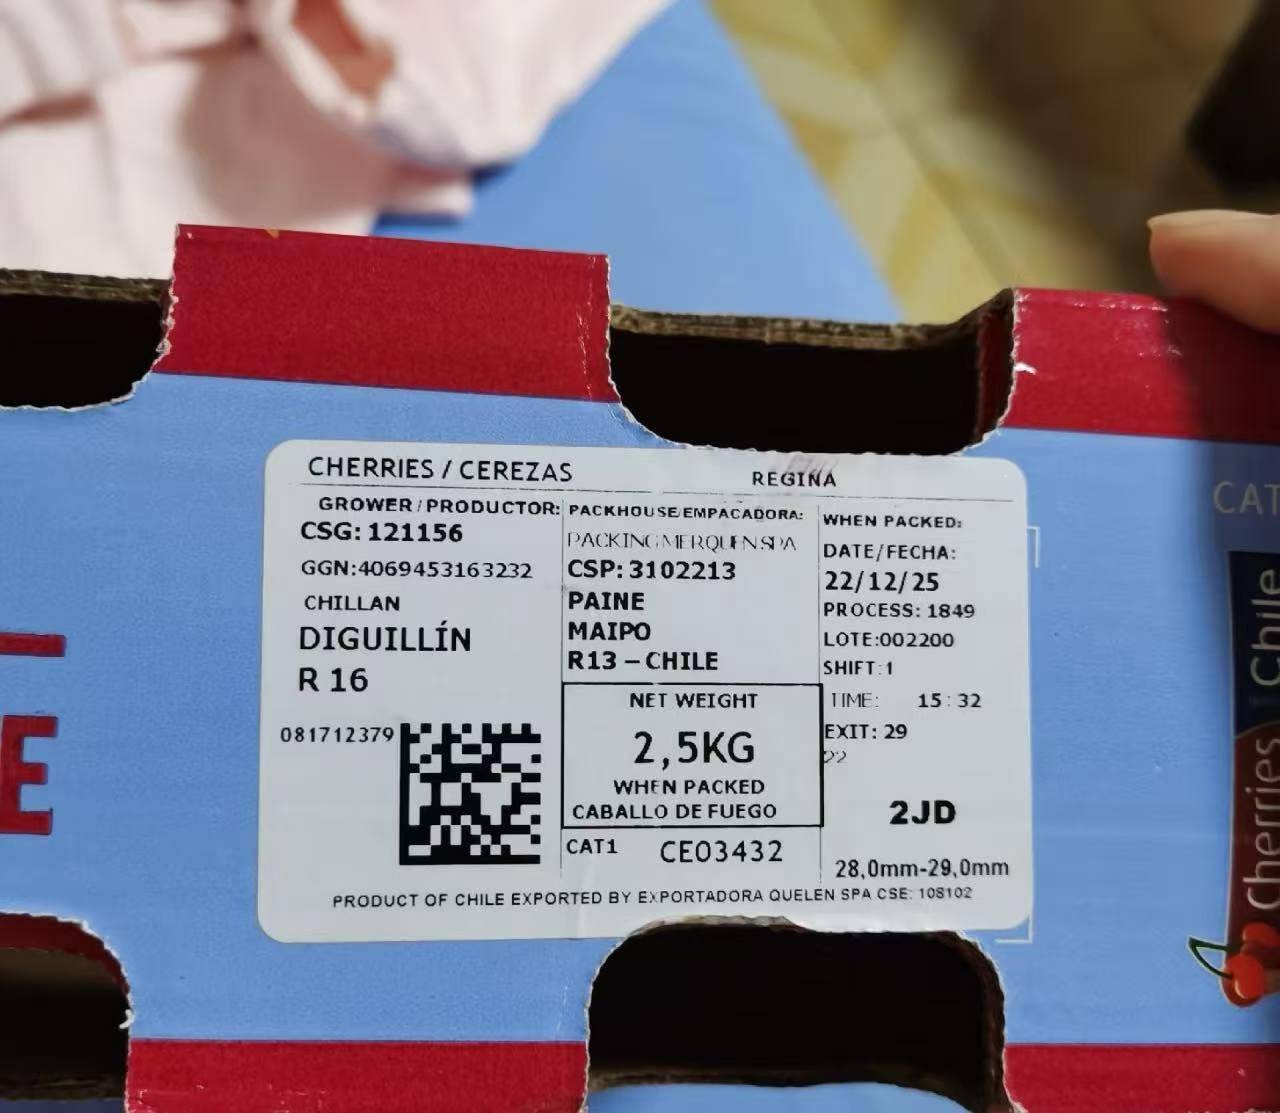 CHERRIES / CEREZAS
REGINA
GROWER/PRODUCTOR:
CSG: 121156
GGN:4069453163232
CHILLAN
DIGUILLÍN
R 16
081712379
PACKHOUSE/EMPACADORA:
PACKING MERQUEN SPA
CSP: 3102213
PAINE
MAIPO
R13 – CHILE
NET WEIGHT
2,5KG
WHEN PACKED
CABALLO DE FUEGO
CAT1 CE03432
WHEN PACKED:
DATE/FECHA:
22/12/25
PROCESS: 1849
LOTE:002200
SHIFT:1
TIME: 15:32
EXIT: 29
22
2JD
28,0mm-29,0mm
PRODUCT OF CHILE EXPORTED BY EXPORTADORA QUELEN SPA CSE: 108102
E
CAT
Cherries | Chile